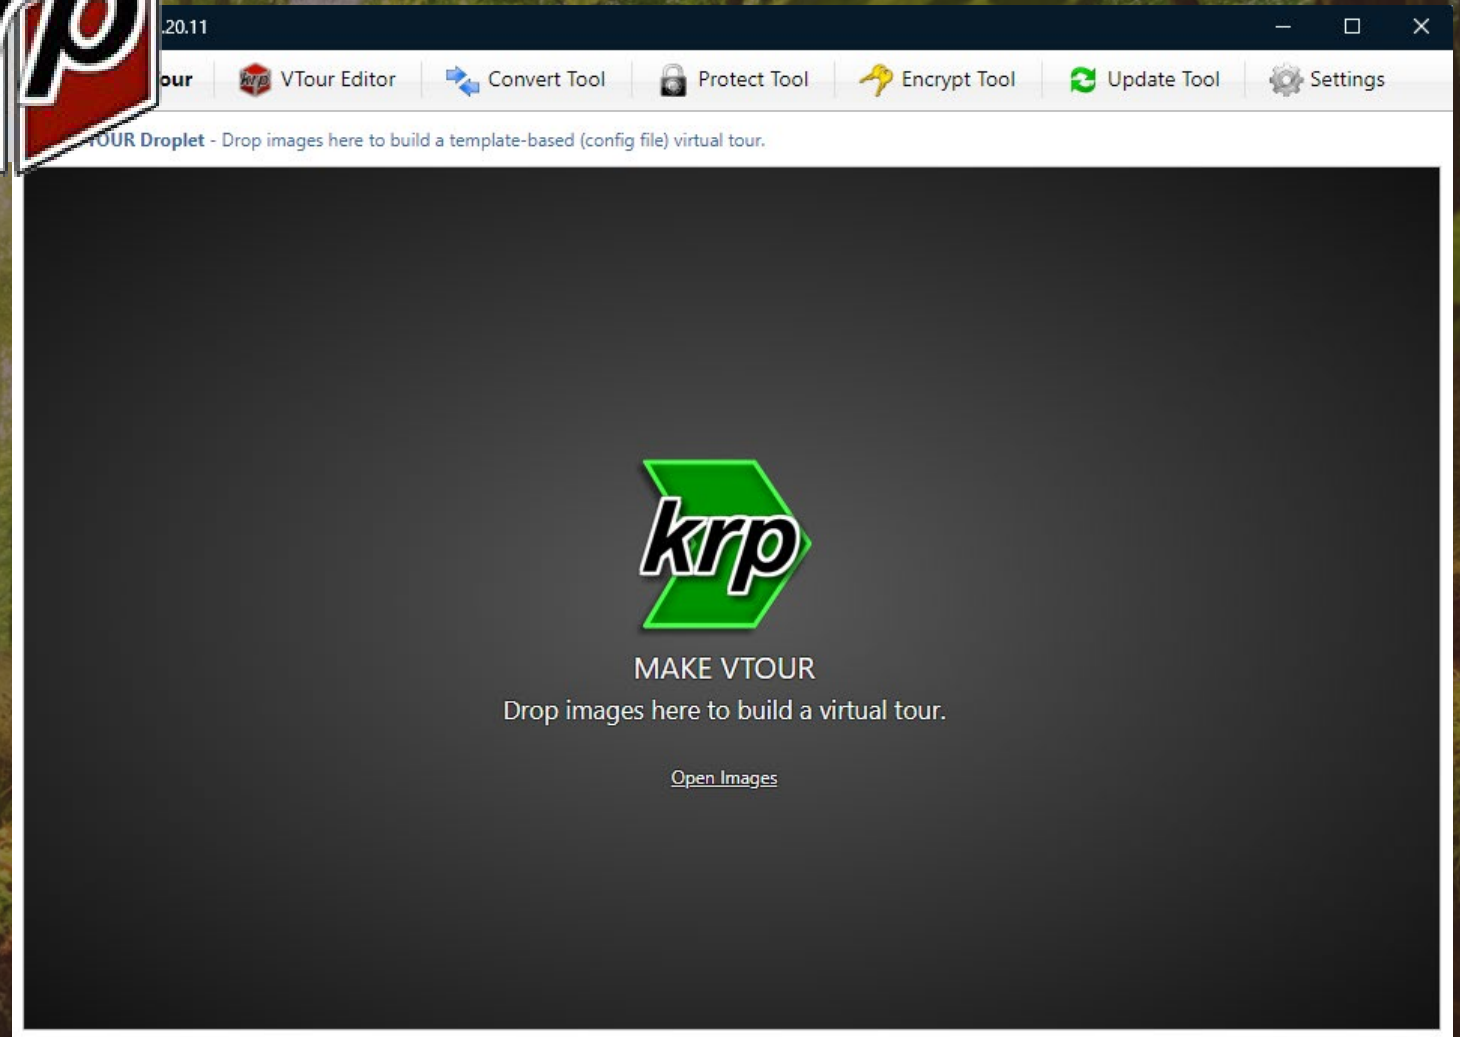 .20.11
our
VTour Editor
Convert Tool
Protect Tool
Encrypt Tool
Update Tool
Settings
OUR Droplet - Drop images here to build a template-based (config file) virtual tour.
krp
MAKE VTOUR
Drop images here to build a virtual tour.
Open Images